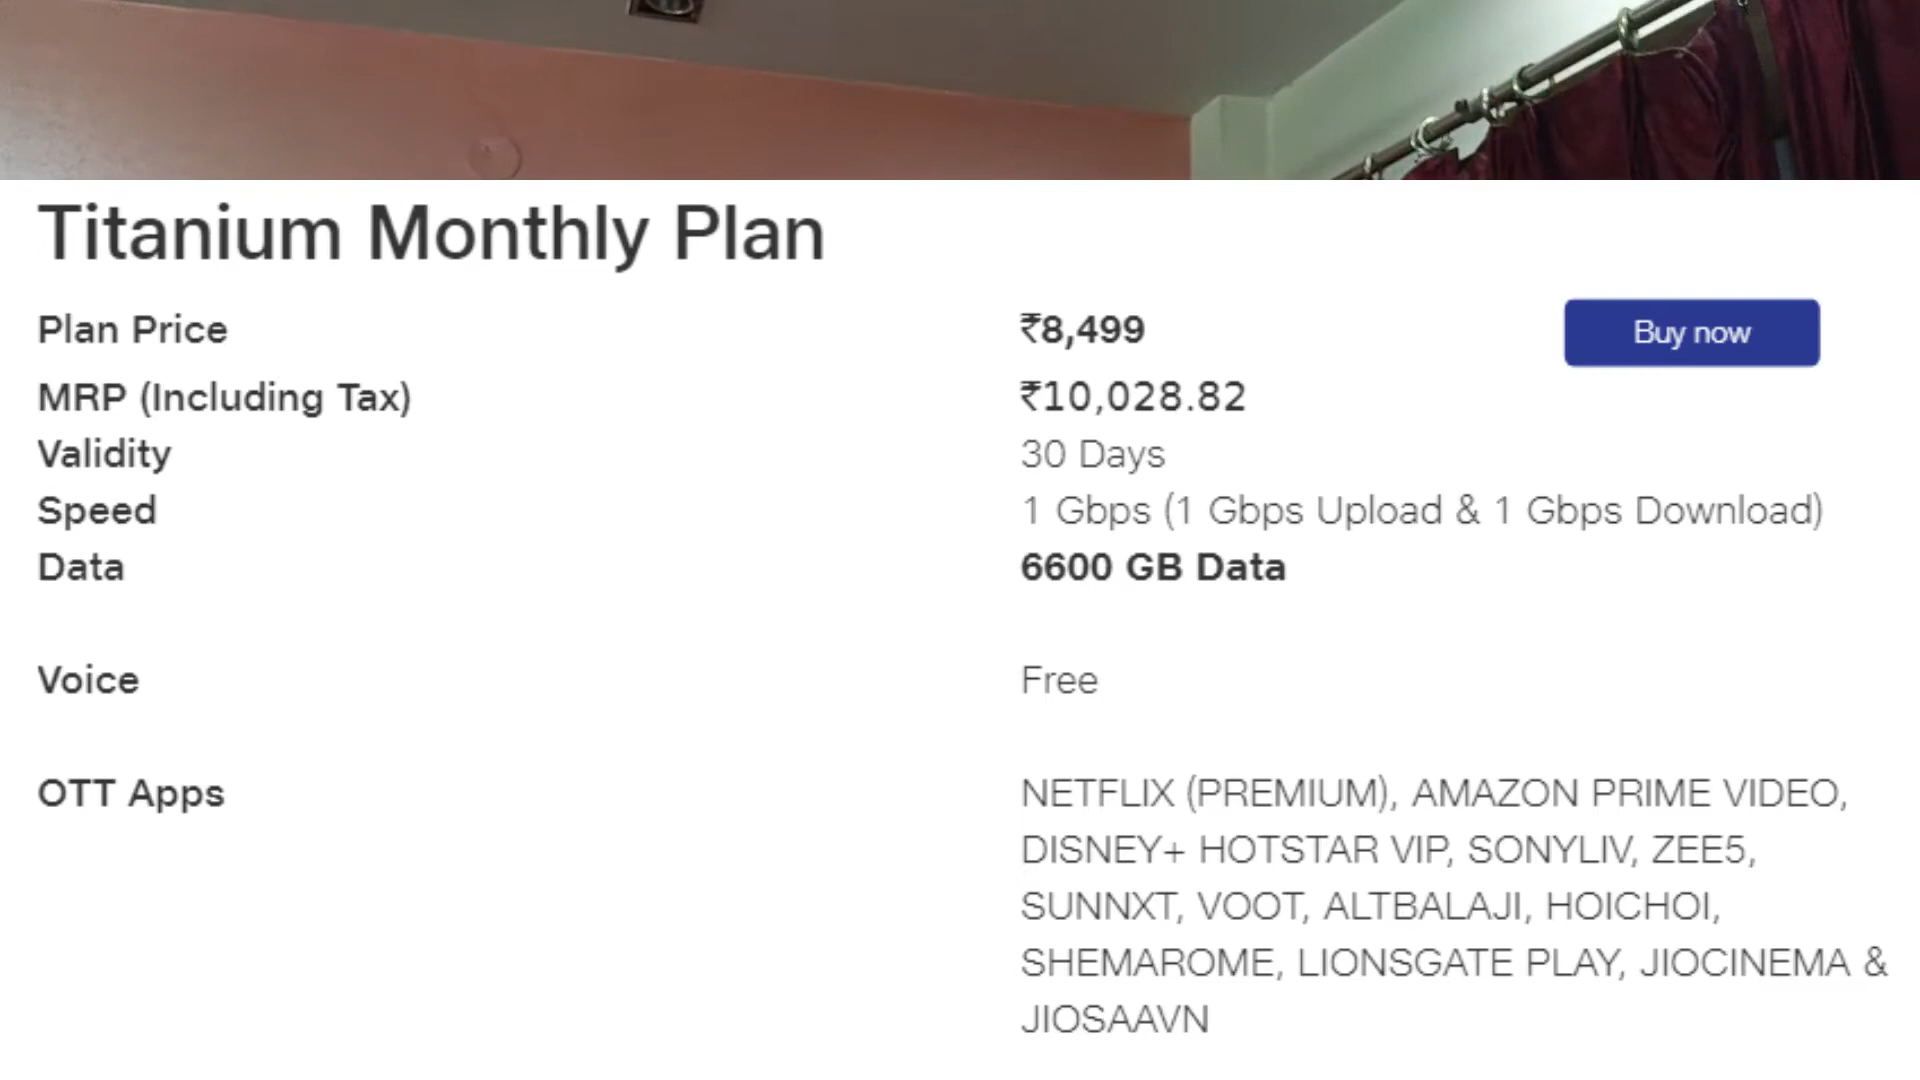 Titanium Monthly Plan
Plan Price ₹8,499 Buy now
MRP (Including Tax) ₹10,028.82
Validity 30 Days
Speed 1 Gbps (1 Gbps Upload & 1 Gbps Download)
Data 6600 GB Data
Voice Free
OTT Apps NETFLIX (PREMIUM), AMAZON PRIME VIDEO,
DISNEY+ HOTSTAR VIP, SONYLIV, ZEE5,
SUNNXT, VOOT, ALTBALAJI, HOICHOI,
SHEMAROME, LIONSGATE PLAY, JIOCINEMA &
JIOSAAVN